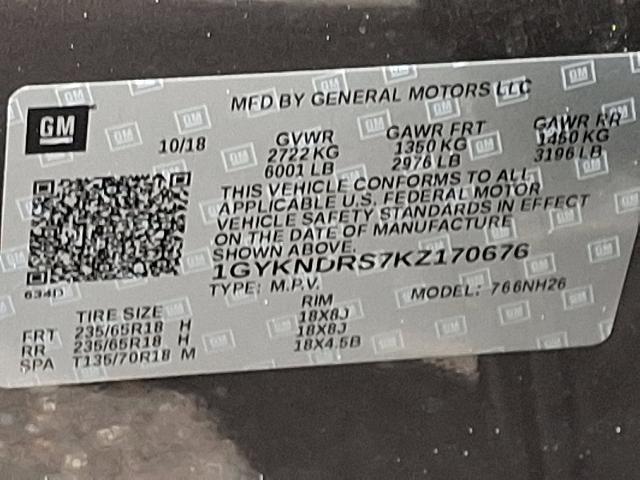 GM
MFD BY GENERAL MOTORS LLC
10/18
GVWR
2722 KG
6001 LB
GAWR FRT
1350 KG
2976 LB
GAWR RR
1450 KG
3196 LB
THIS VEHICLE CONFORMS TO ALL
APPLICABLE U.S. FEDERAL MOTOR
VEHICLE SAFETY STANDARDS IN EFFECT
ON THE DATE OF MANUFACTURE
SHOWN ABOVE.
1GYKNDRS7KZ170676
TYPE: M.P.V.
MODEL: 766NH26
634D
TIRE SIZE RIM
FRT 235/65R18 H 18X8J
RR 235/65R18 H 18X8J
SPA T135/70R18 M 18X4.5B